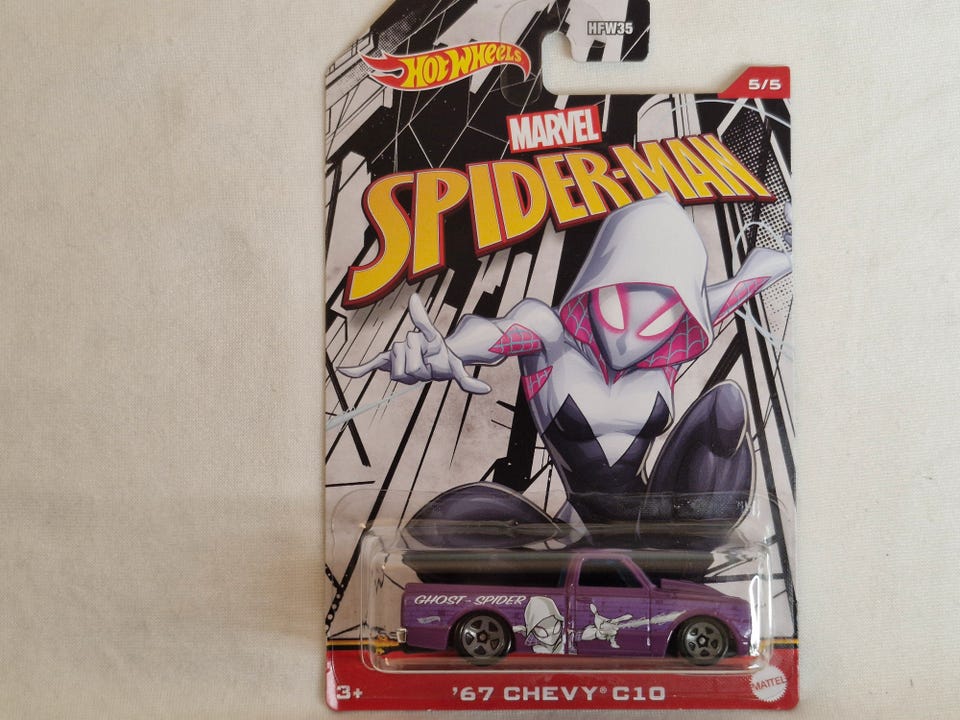 HFW35
HOT WHEELS
5/5
MARVEL
SPIDER-MAN
GHOST-SPIDER
3+
'67 CHEVY® C10
MATTEL